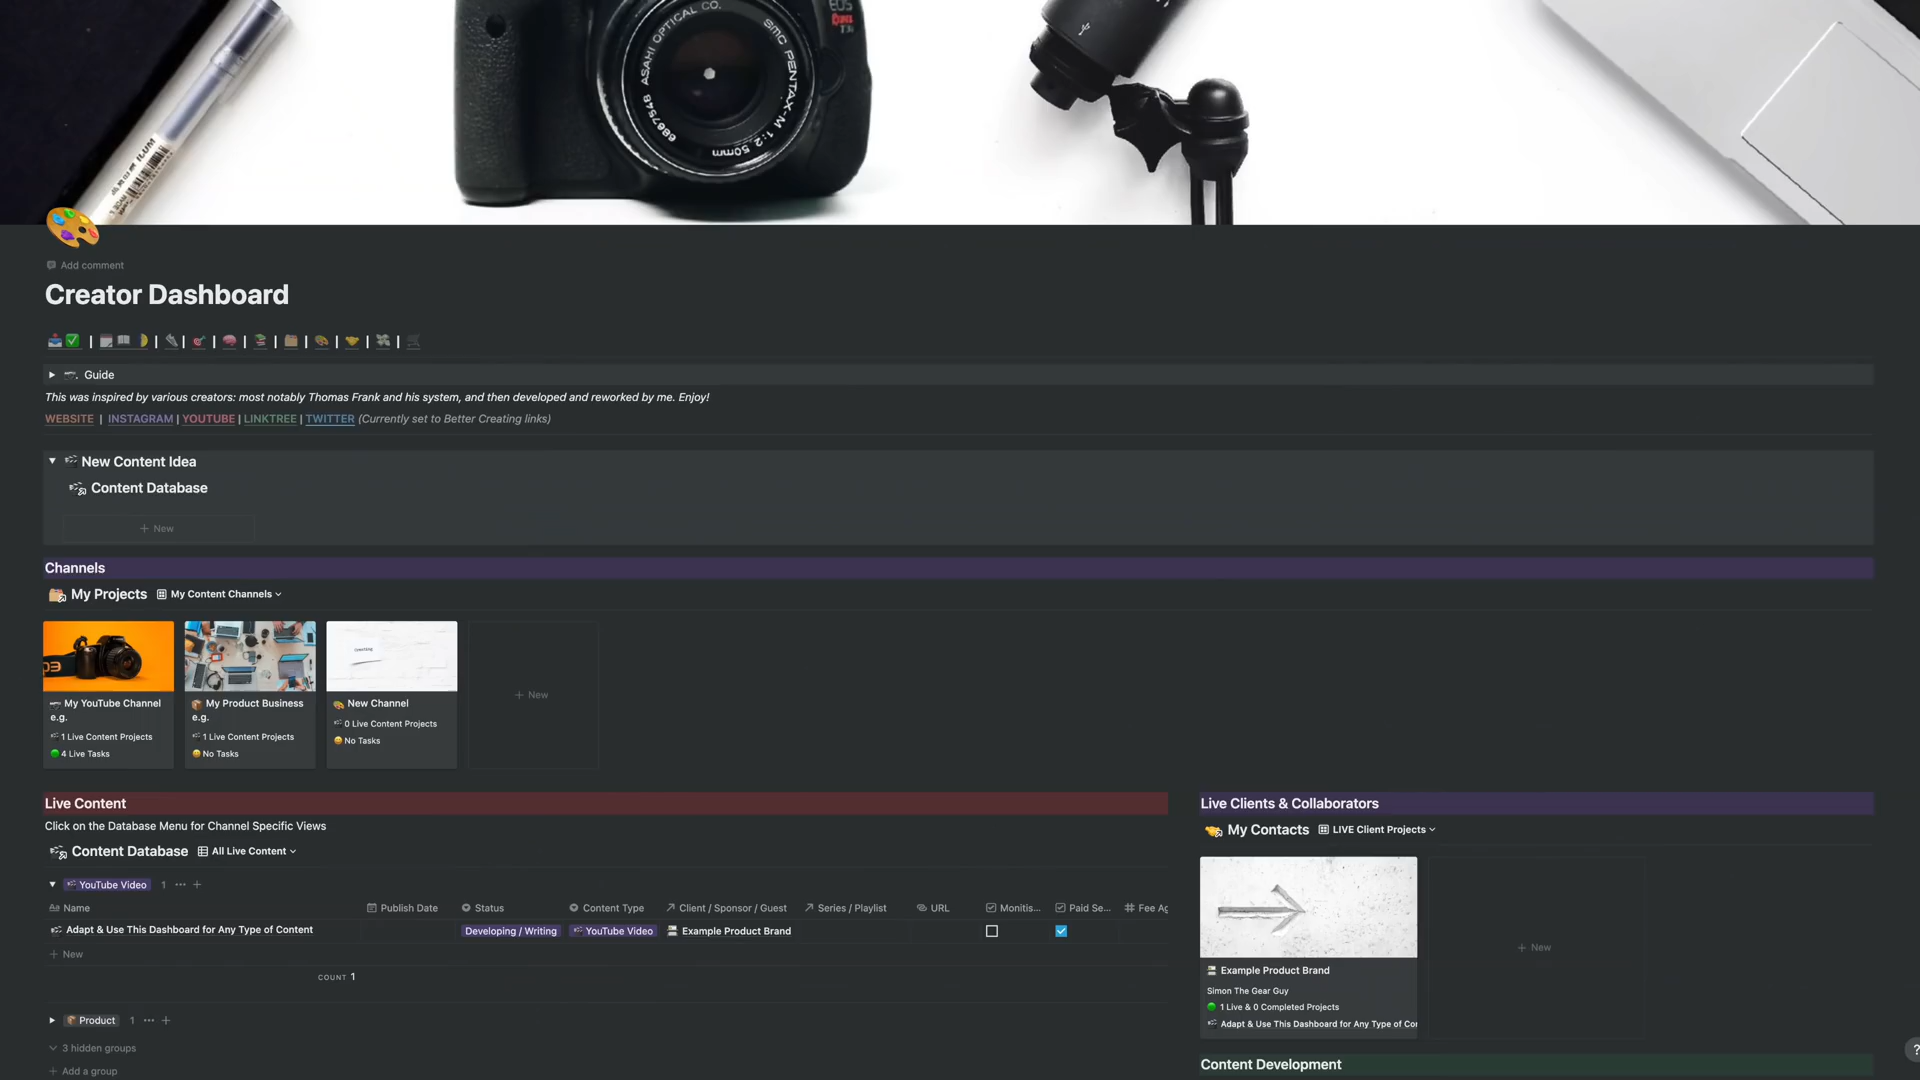 ASAHI OPTICAL CO.
SMC PENTAX-M 1:2 50mm
6867548
EOS
Add comment
Creator Dashboard
| | | | | | | | | |
Guide
This was inspired by various creators: most notably Thomas Frank and his system, and then developed and reworked by me. Enjoy!
WEBSITE | INSTAGRAM | YOUTUBE | LINKTREE | TWITTER (Currently set to Better Creating links)
New Content Idea
Content Database
+ New
Channels
My Projects My Content Channels
My YouTube Channel e.g.
1 Live Content Projects
4 Live Tasks
My Product Business e.g.
1 Live Content Projects
No Tasks
New Channel
0 Live Content Projects
No Tasks
+ New
Live Content
Click on the Database Menu for Channel Specific Views
Content Database All Live Content
YouTube Video 1 ... +
Name Publish Date Status Content Type Client / Sponsor / Guest Series / Playlist URL Monitis... Paid Se... Fee Ag
Adapt & Use This Dashboard for Any Type of Content Developing / Writing YouTube Video Example Product Brand
+ New
COUNT 1
Product 1 ... +
3 hidden groups
+ Add a group
Live Clients & Collaborators
My Contacts LIVE Client Projects
Example Product Brand
Simon The Gear Guy
1 Live & 0 Completed Projects
Adapt & Use This Dashboard for Any Type of Con
+ New
Content Development
?